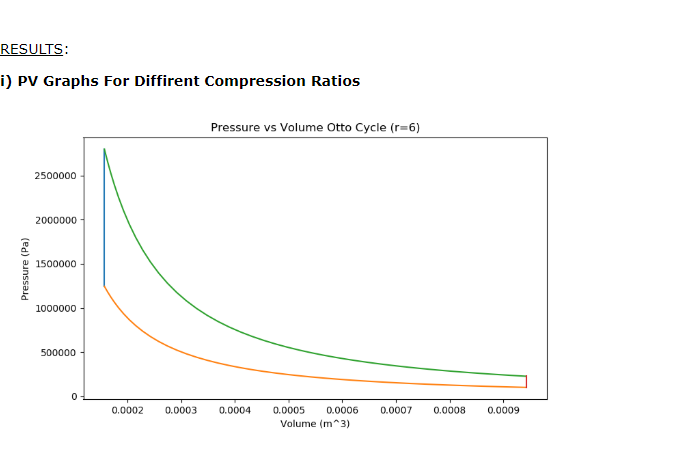 RESULTS:
i) PV Graphs For Diffirent Compression Ratios
Pressure vs Volume Otto Cycle (r=6)
Pressure (Pa)
2500000
2000000
1500000
1000000
500000
0
0.0002 0.0003 0.0004 0.0005 0.0006 0.0007 0.0008 0.0009
Volume (m^3)